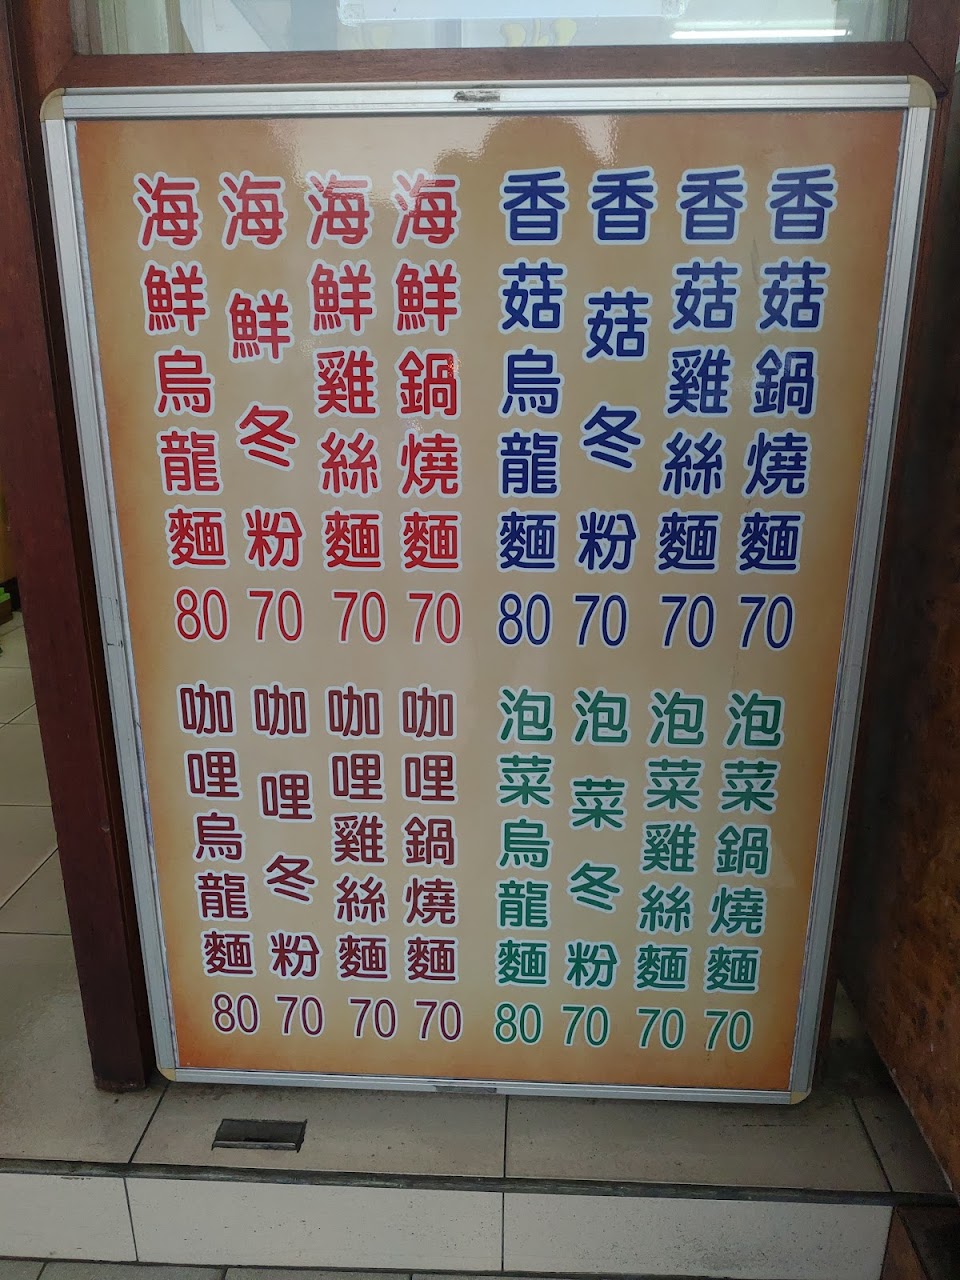 香菇鍋燒麵 70
香菇雞絲麵 70
香菇冬粉 70
香菇烏龍麵 80
海鮮鍋燒麵 70
海鮮雞絲麵 70
海鮮冬粉 70
海鮮烏龍麵 80
泡菜鍋燒麵 70
泡菜雞絲麵 70
泡菜冬粉 70
泡菜烏龍麵 80
咖哩鍋燒麵 70
咖哩雞絲麵 70
咖哩冬粉 70
咖哩烏龍麵 80